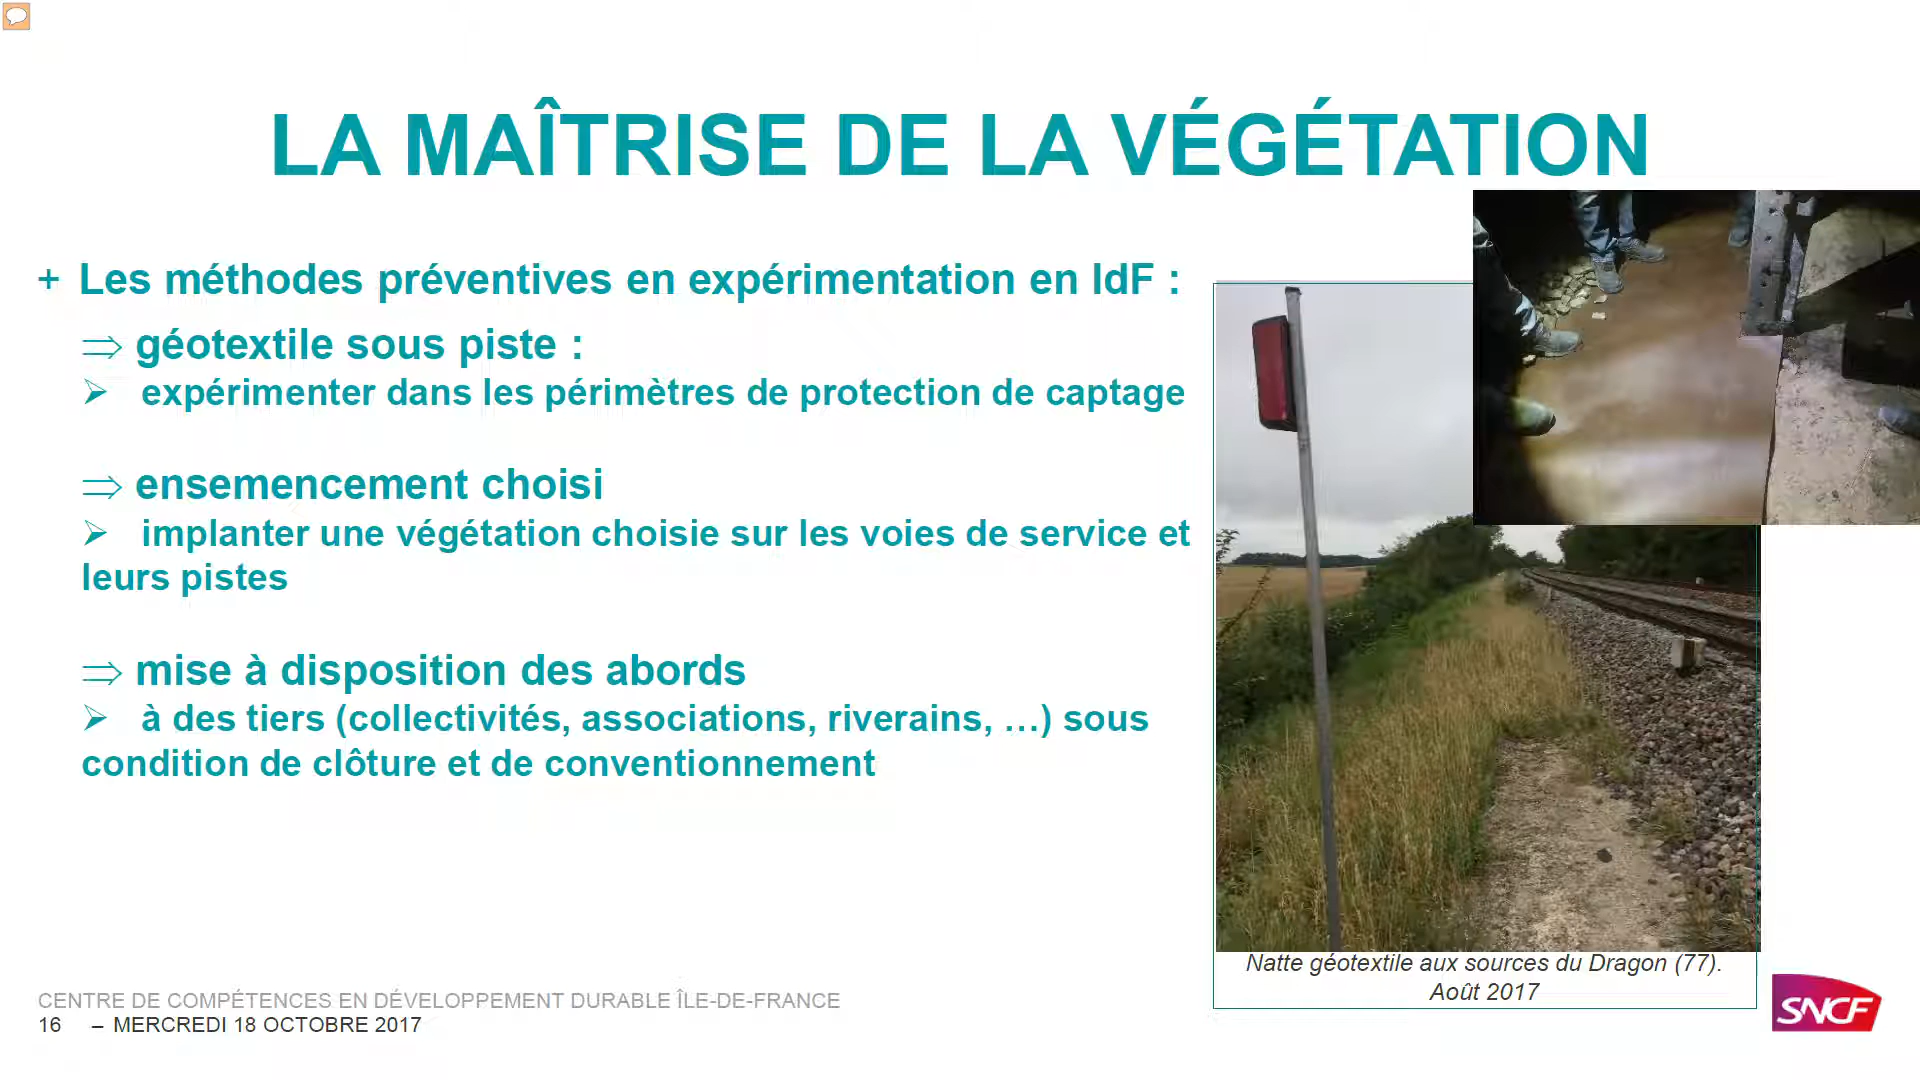 LA MAÎTRISE DE LA VÉGÉTATION
+ Les méthodes préventives en expérimentation en IdF :
⇒ géotextile sous piste :
➢ expérimenter dans les périmètres de protection de captage
⇒ ensemencement choisi
➢ implanter une végétation choisie sur les voies de service et
leurs pistes
⇒ mise à disposition des abords
➢ à des tiers (collectivités, associations, riverains, …) sous
condition de clôture et de conventionnement
Natte géotextile aux sources du Dragon (77).
Août 2017
CENTRE DE COMPÉTENCES EN DÉVELOPPEMENT DURABLE ÎLE-DE-FRANCE
16 – MERCREDI 18 OCTOBRE 2017
SNCF